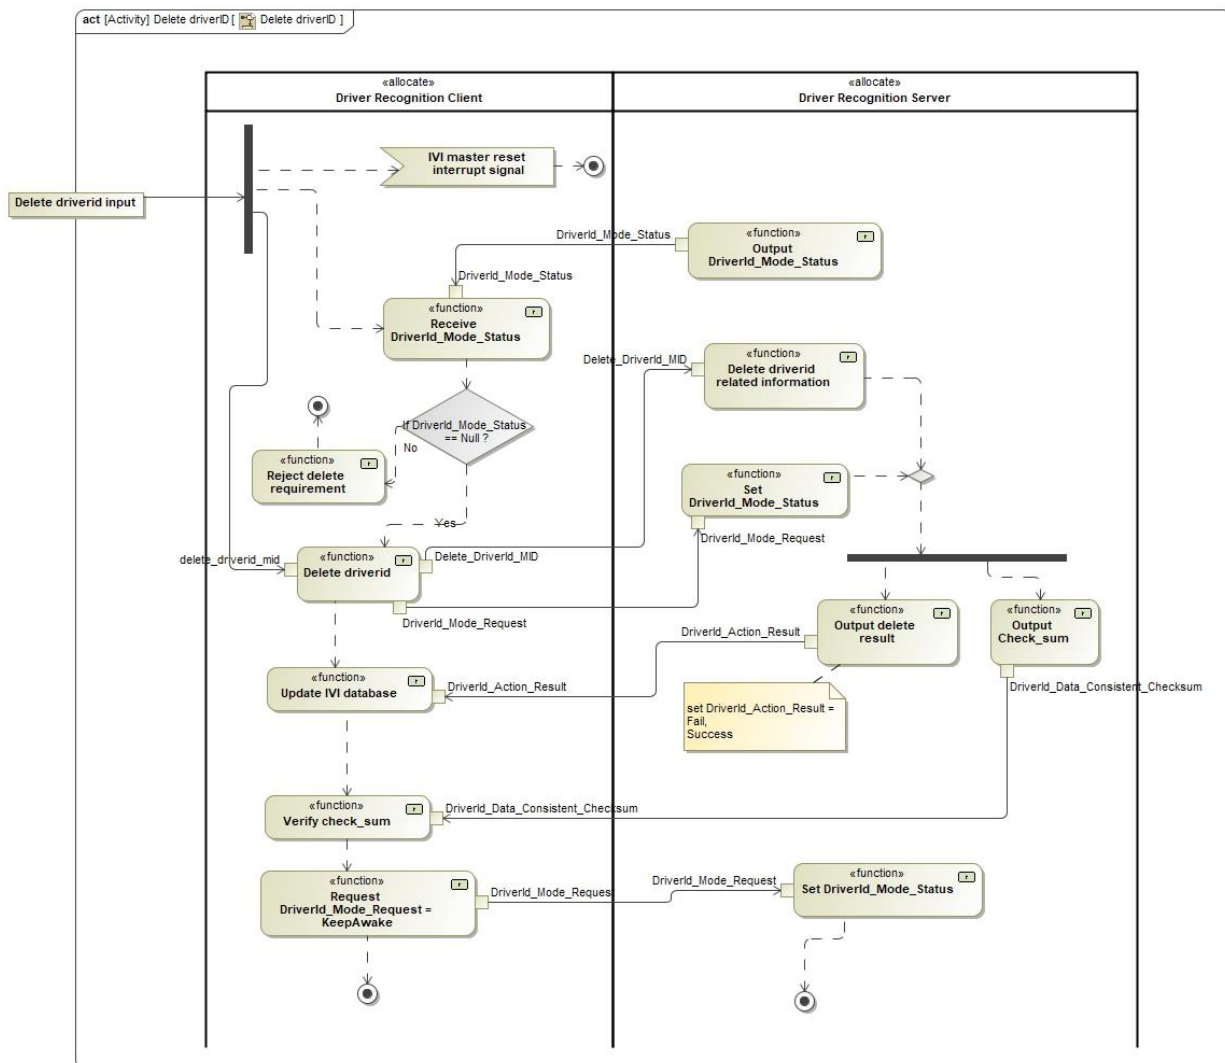 act [Activity] Delete driverID [ Delete driverID ]
«allocate»
Driver Recognition Client
«allocate»
Driver Recognition Server
IVI master reset
interrupt signal
Delete driverid input
DriverId_Mode_Status
«function»
Output
DriverId_Mode_Status
DriverId_Mode_Status
«function»
Receive
DriverId_Mode_Status
Delete_DriverId_MID
«function»
Delete driverid
related information
If DriverId_Mode_Status
== Null ?
No
«function»
Reject delete
requirement
«function»
Set
DriverId_Mode_Status
Yes
DriverId_Mode_Request
delete_driverid_mid
«function»
Delete driverid
Delete_DriverId_MID
DriverId_Mode_Request
«function»
Output delete
result
«function»
Output
Check_sum
DriverId_Action_Result
«function»
Update IVI database
DriverId_Action_Result
DriverId_Data_Consistent_Checksum
set DriverId_Action_Result =
Fail,
Success
«function»
Verify check_sum
DriverId_Data_Consistent_Checksum
«function»
Request
DriverId_Mode_Request =
KeepAwake
DriverId_Mode_Request
DriverId_Mode_Request
«function»
Set DriverId_Mode_Status